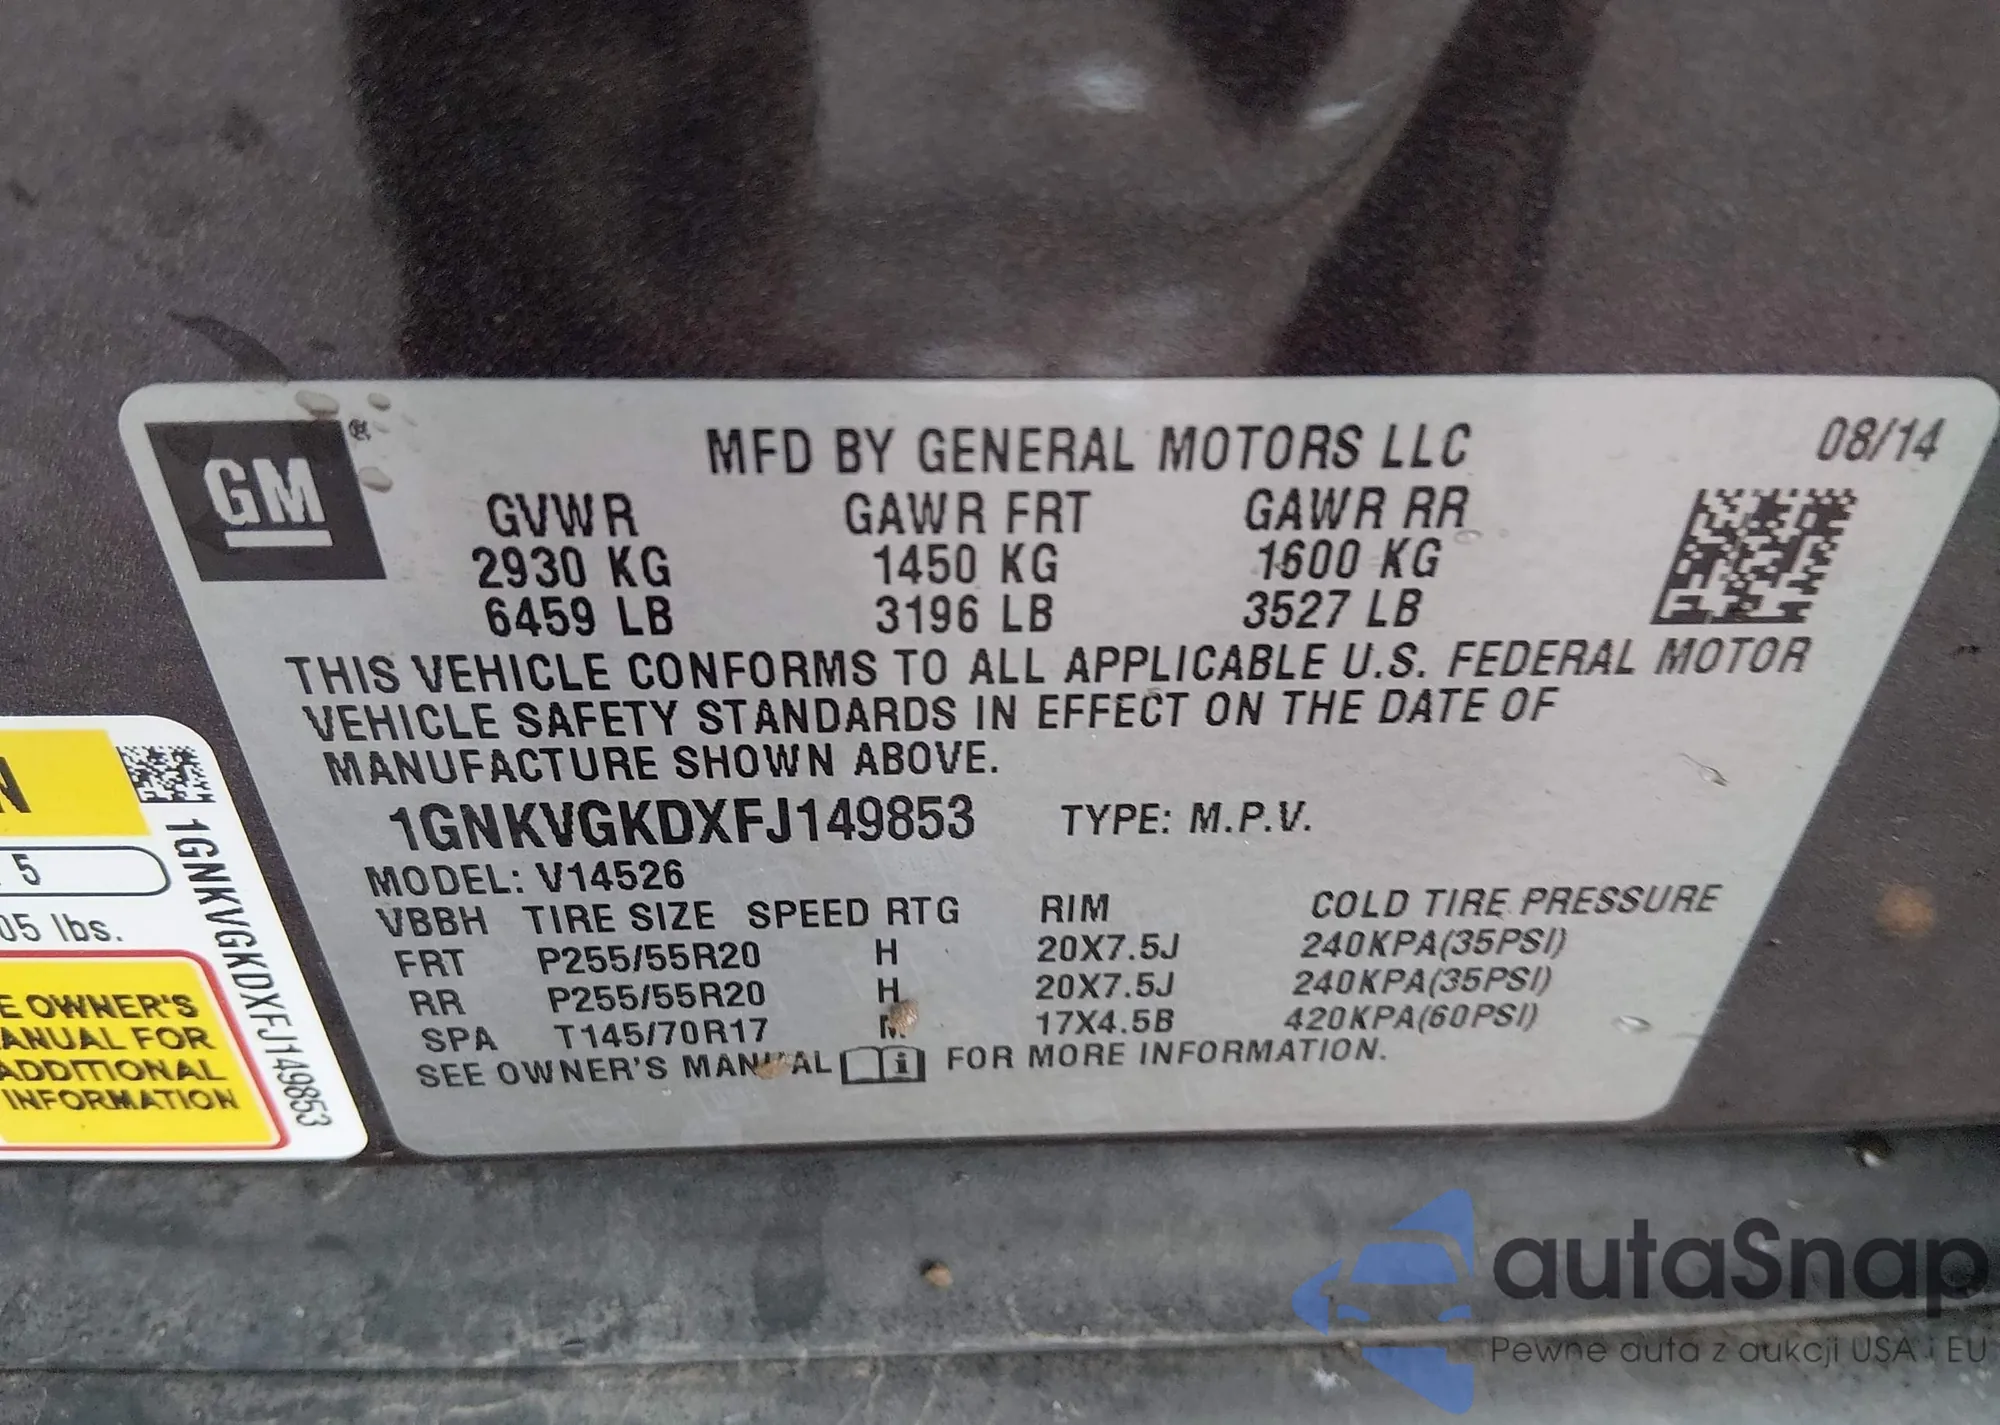 GM ®
MFD BY GENERAL MOTORS LLC 08/14
GVWR GAWR FRT GAWR RR
2930 KG 1450 KG 1600 KG
6459 LB 3196 LB 3527 LB
THIS VEHICLE CONFORMS TO ALL APPLICABLE U.S. FEDERAL MOTOR
VEHICLE SAFETY STANDARDS IN EFFECT ON THE DATE OF
MANUFACTURE SHOWN ABOVE.
1GNKVGKDXFJ149853 TYPE: M.P.V.
MODEL: V14526
VBBH TIRE SIZE SPEED RTG RIM COLD TIRE PRESSURE
FRT P255/55R20 H 20X7.5J 240KPA(35PSI)
RR P255/55R20 H 20X7.5J 240KPA(35PSI)
SPA T145/70R17 M 17X4.5B 420KPA(60PSI)
SEE OWNER'S MANUAL i FOR MORE INFORMATION.
N
5
05 lbs.
E OWNER'S
ANUAL FOR
ADDITIONAL
INFORMATION
1GNKVGKDXFJ149853
autaSnap
Pewne auta z aukcji USA i EU